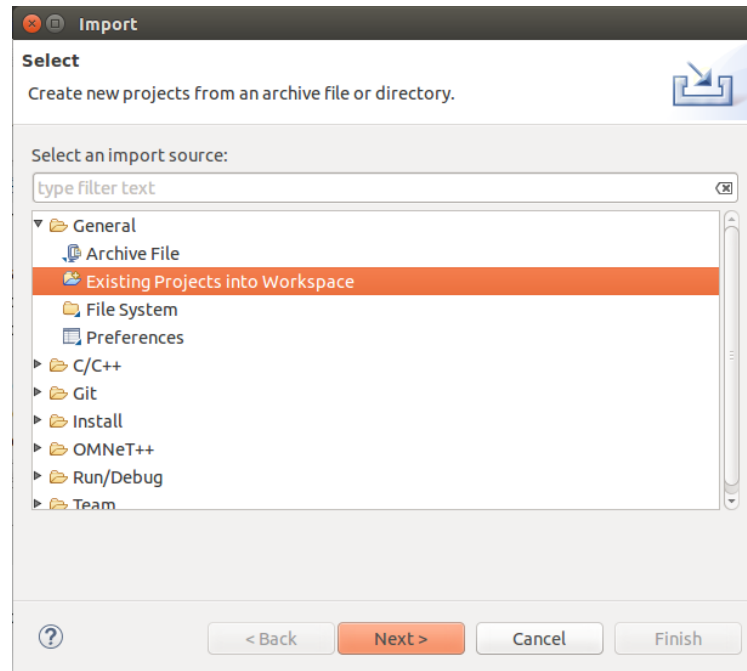 Import
Select
Create new projects from an archive file or directory.
Select an import source:
type filter text
General
Archive File
Existing Projects into Workspace
File System
Preferences
C/C++
Git
Install
OMNeT++
Run/Debug
Team
?
< Back Next > Cancel Finish